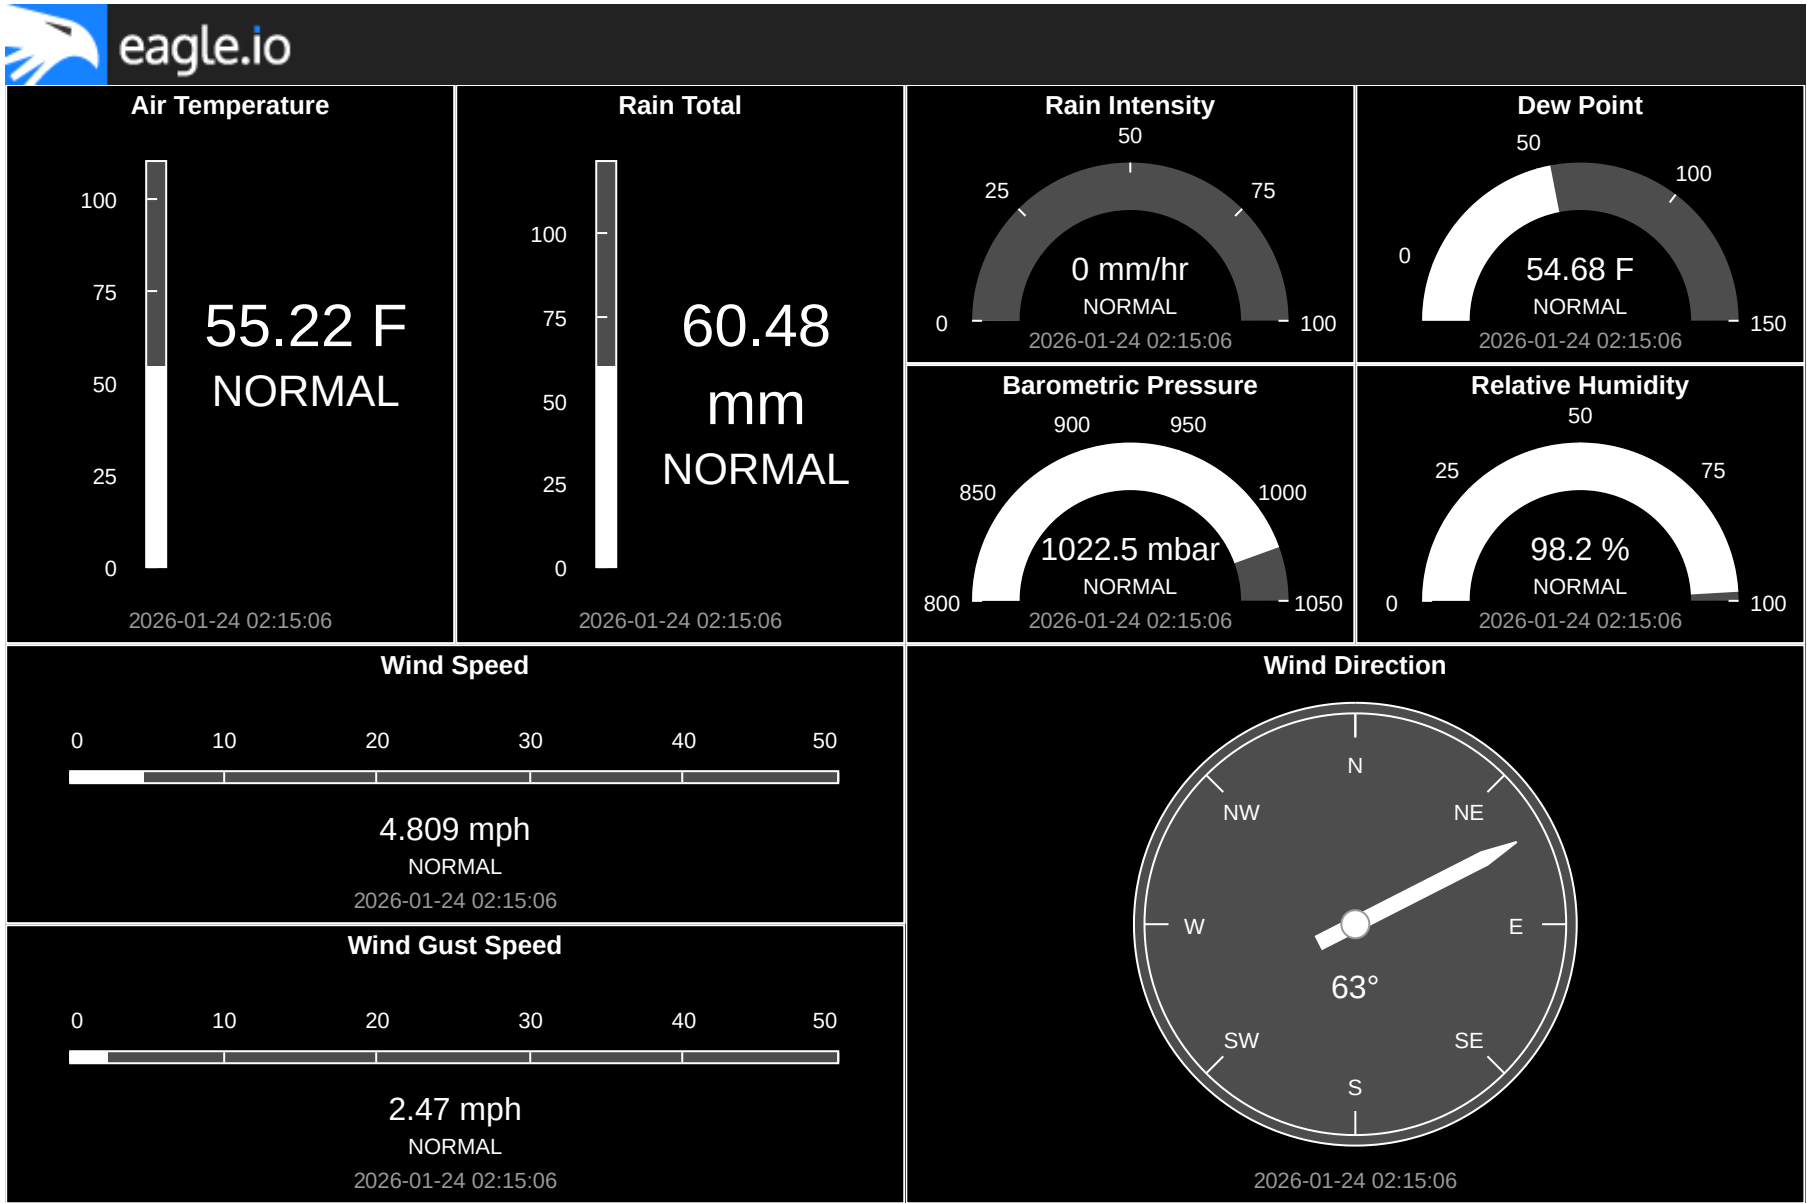 eagle.io
Air Temperature
100
75
50
25
0
55.22 F
NORMAL
2026-01-24 02:15:06
Rain Total
100
75
50
25
0
60.48
mm
NORMAL
2026-01-24 02:15:06
Rain Intensity
0
25
50
75
100
0 mm/hr
NORMAL
2026-01-24 02:15:06
Dew Point
0
50
100
150
54.68 F
NORMAL
2026-01-24 02:15:06
Barometric Pressure
800
850
900
950
1000
1050
1022.5 mbar
NORMAL
2026-01-24 02:15:06
Relative Humidity
0
25
50
75
100
98.2 %
NORMAL
2026-01-24 02:15:06
Wind Speed
0 10 20 30 40 50
4.809 mph
NORMAL
2026-01-24 02:15:06
Wind Gust Speed
0 10 20 30 40 50
2.47 mph
NORMAL
2026-01-24 02:15:06
Wind Direction
N
NW NE
W E
63°
SW SE
S
2026-01-24 02:15:06